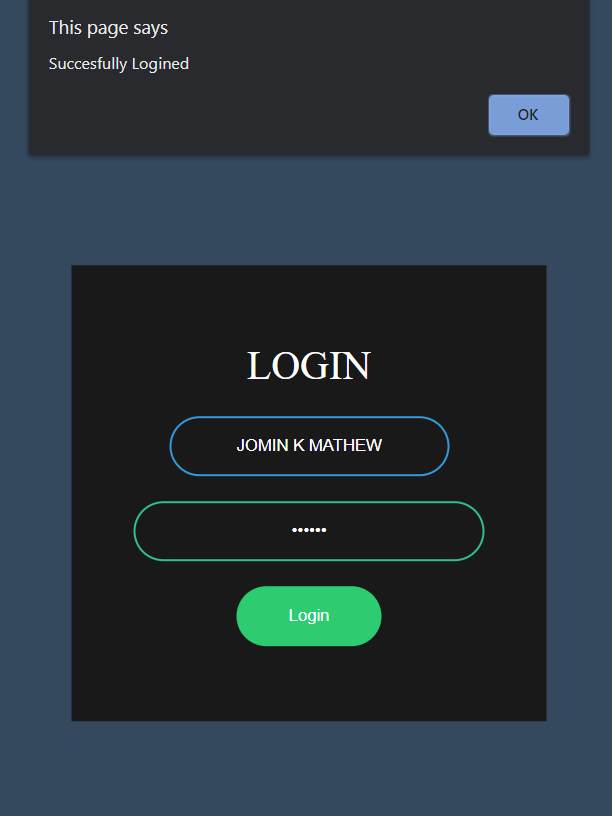 This page says
Succesfully Logined
OK
LOGIN
JOMIN K MATHEW
••••••
Login